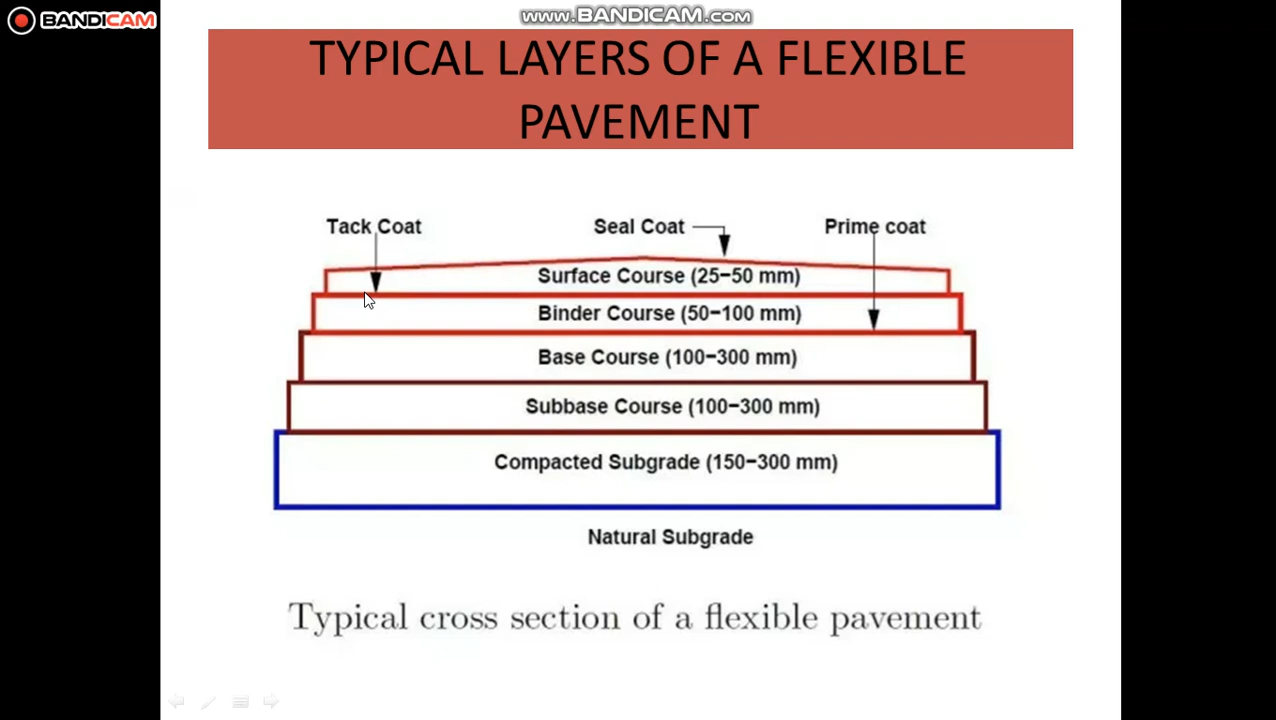 BANDICAM
www.BANDICAM.com
TYPICAL LAYERS OF A FLEXIBLE
PAVEMENT
Tack Coat
Seal Coat
Prime coat
Surface Course (25−50 mm)
Binder Course (50−100 mm)
Base Course (100−300 mm)
Subbase Course (100−300 mm)
Compacted Subgrade (150−300 mm)
Natural Subgrade
Typical cross section of a flexible pavement